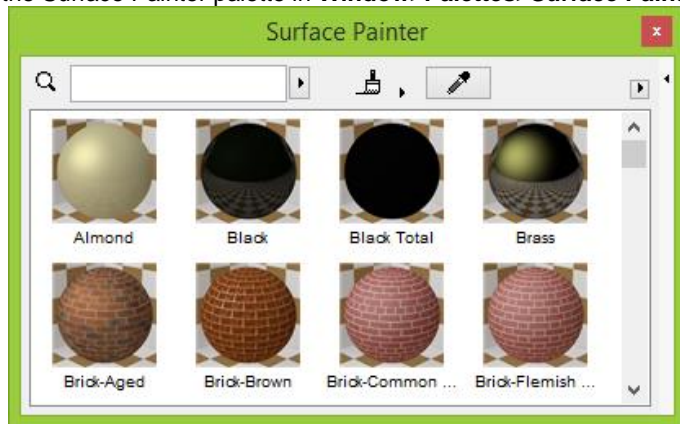 the Surface Painter palette in Window/ Palettes/ Surface Paint
Surface Painter
Almond Black Black Total Brass
Brick-Aged Brick-Brown Brick-Common ... Brick-Flemish ...